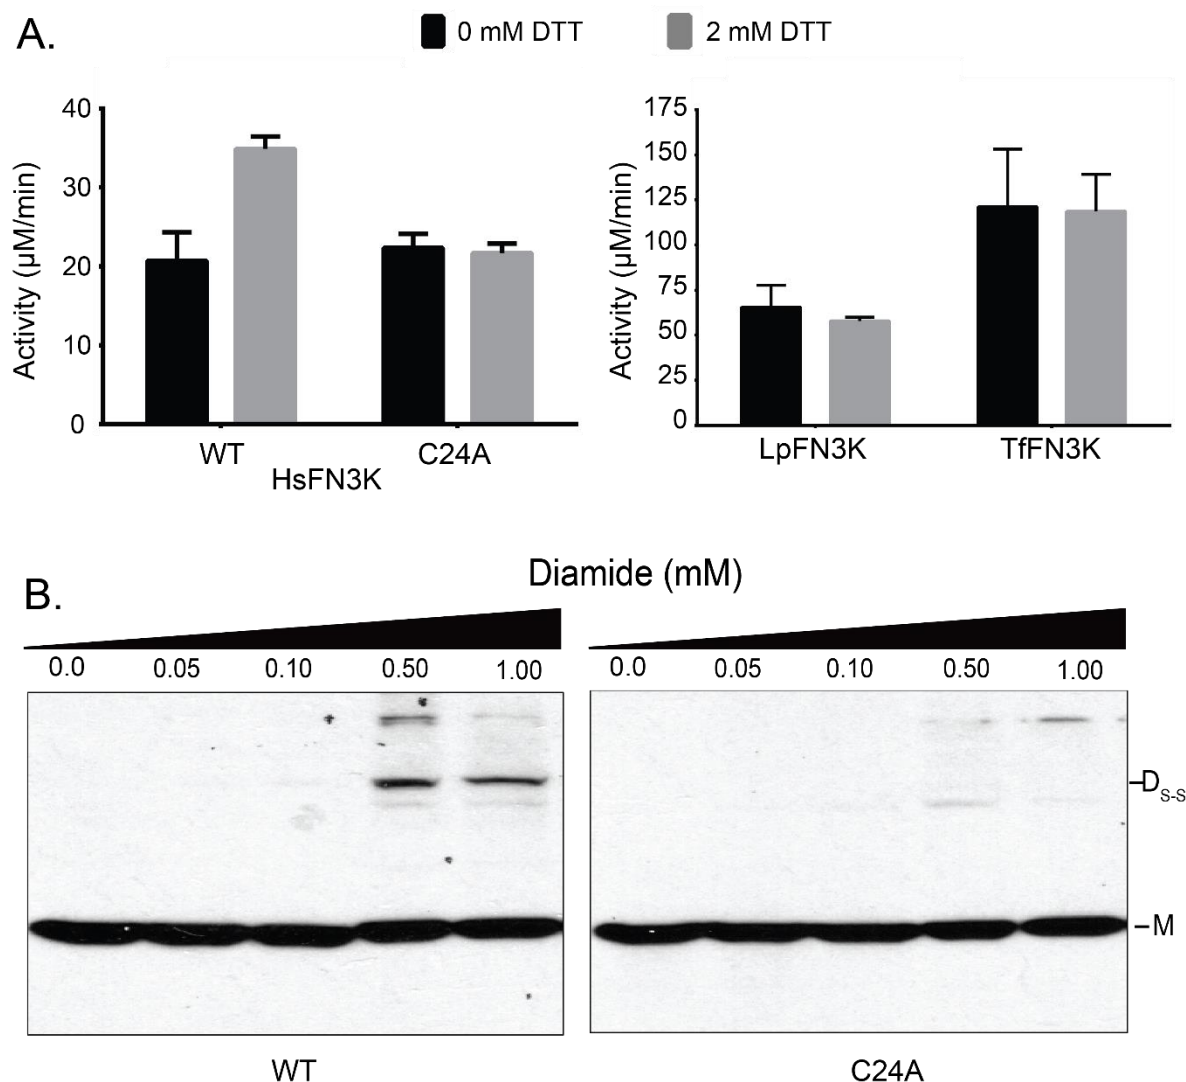 A.
0 mM DTT
2 mM DTT
Activity (µM/min)
40
30
20
10
0
WT
C24A
HsFN3K
Activity (µM/min)
175
150
125
100
75
50
25
0
LpFN3K
TfFN3K
B.
Diamide (mM)
0.0 0.05 0.10 0.50 1.00
0.0 0.05 0.10 0.50 1.00
D S-S
M
WT
C24A